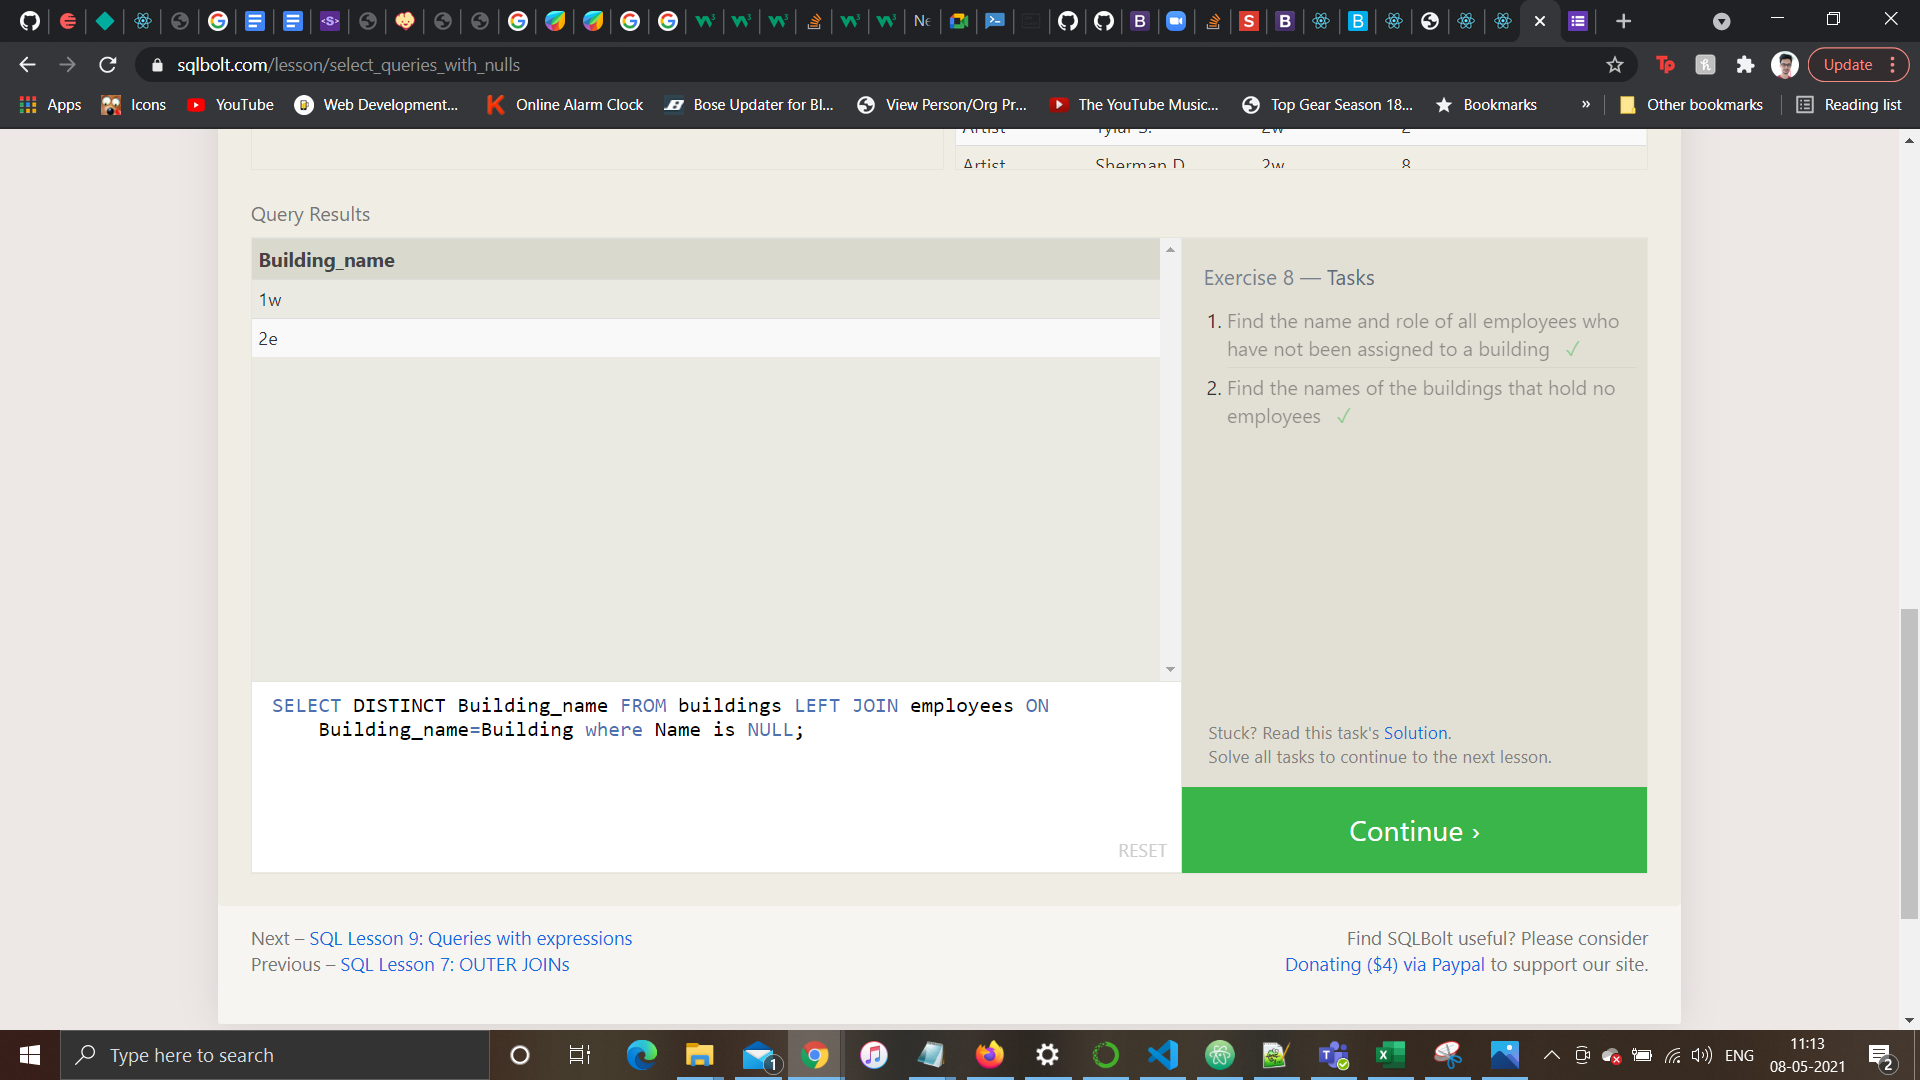 Ne
sqlbolt.com/lesson/select_queries_with_nulls
Update
Apps
Icons
YouTube
Web Development...
Online Alarm Clock
Bose Updater for Bl...
View Person/Org Pr...
The YouTube Music...
Top Gear Season 18...
Bookmarks
»
Other bookmarks
Reading list
Artist Tylar S. 2w 2
Artist Sherman D. 2w 8
Query Results
Building_name
1w
2e
Exercise 8 — Tasks
1. Find the name and role of all employees who
have not been assigned to a building ✓
2. Find the names of the buildings that hold no
employees ✓
SELECT DISTINCT Building_name FROM buildings LEFT JOIN employees ON
Building_name=Building where Name is NULL;
RESET
Stuck? Read this task's Solution.
Solve all tasks to continue to the next lesson.
Continue ›
Next – SQL Lesson 9: Queries with expressions
Previous – SQL Lesson 7: OUTER JOINs
Find SQLBolt useful? Please consider
Donating ($4) via Paypal to support our site.
Type here to search
1
ENG
11:13
08-05-2021
2